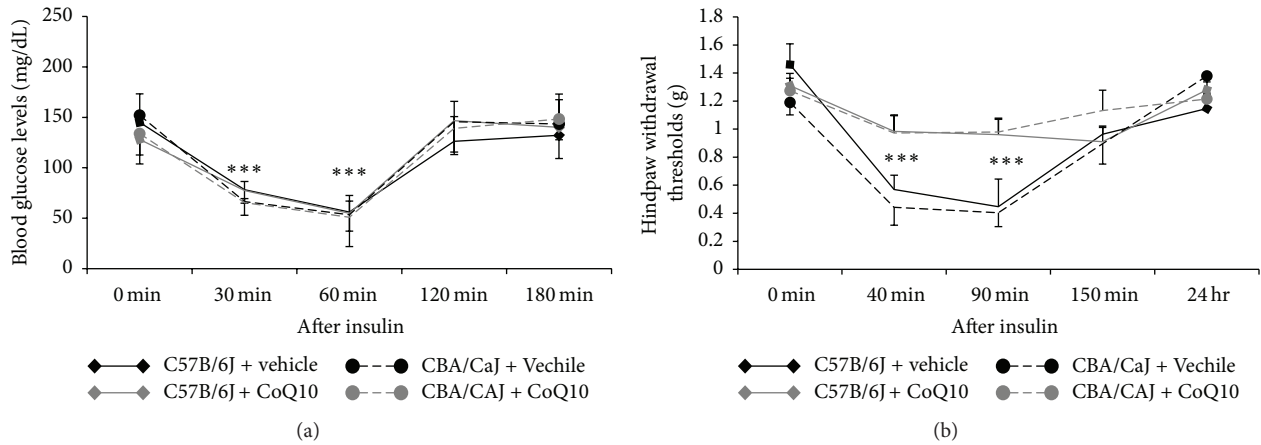 Blood glucose levels (mg/dL)
250
200
150
100
50
0
***
***
0 min
30 min
60 min
120 min
180 min
After insulin
C57B/6J + vehicle
CBA/CaJ + Vechile
C57B/6J + CoQ10
CBA/CAJ + CoQ10
(a)
Hindpaw withdrawal
thresholds (g)
1.8
1.6
1.4
1.2
1
0.8
0.6
0.4
0.2
0
***
***
0 min
40 min
90 min
150 min
24 hr
After insulin
C57B/6J + vehicle
CBA/CaJ + Vechile
C57B/6J + CoQ10
CBA/CAJ + CoQ10
(b)